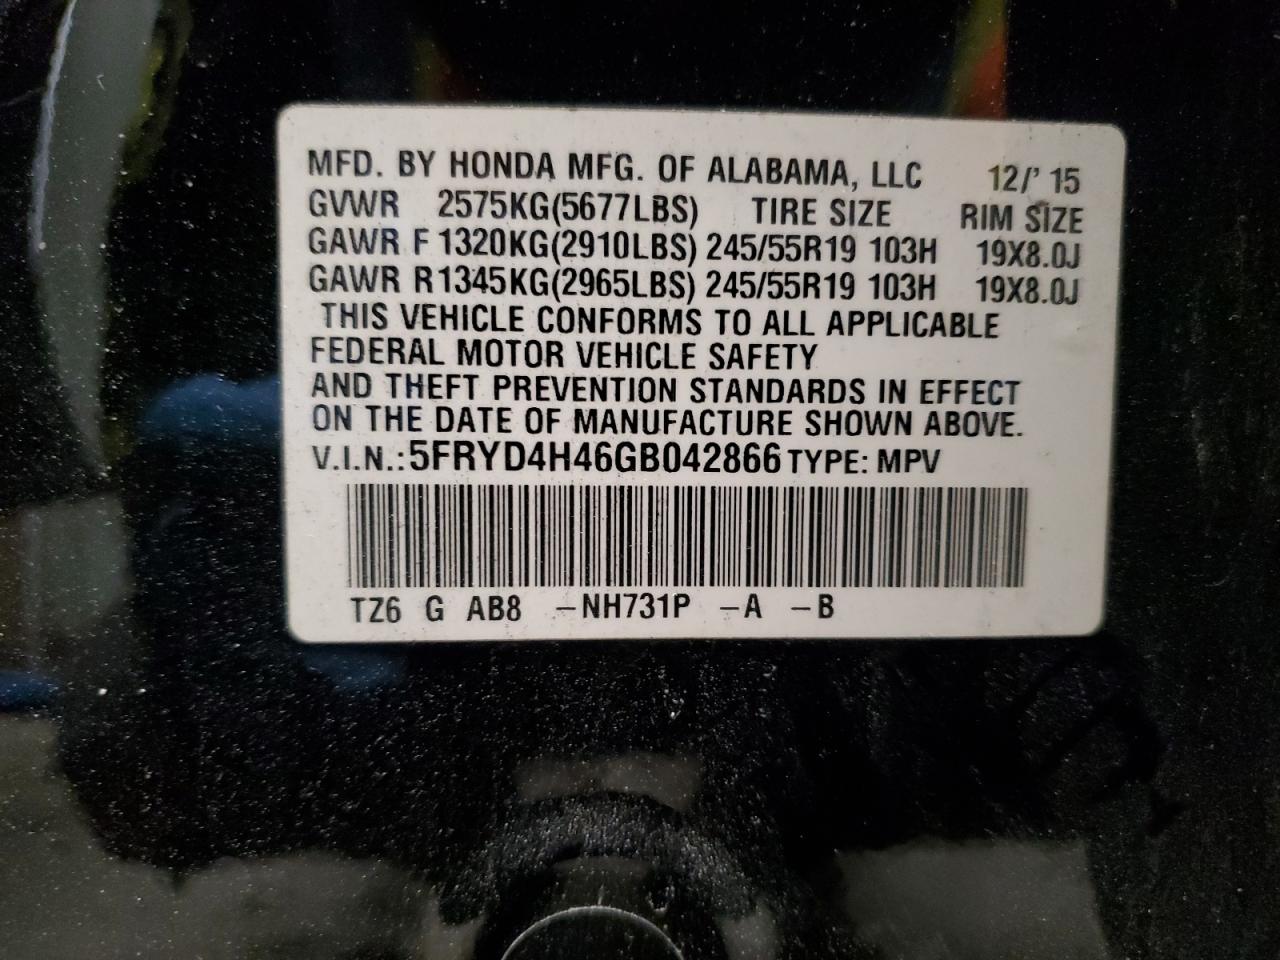 MFD. BY HONDA MFG. OF ALABAMA, LLC 12/' 15
GVWR 2575KG(5677LBS) TIRE SIZE RIM SIZE
GAWR F 1320KG(2910LBS) 245/55R19 103H 19X8.0J
GAWR R 1345KG(2965LBS) 245/55R19 103H 19X8.0J
THIS VEHICLE CONFORMS TO ALL APPLICABLE
FEDERAL MOTOR VEHICLE SAFETY
AND THEFT PREVENTION STANDARDS IN EFFECT
ON THE DATE OF MANUFACTURE SHOWN ABOVE.
V.I.N.: 5FRYD4H46GB042866 TYPE: MPV
TZ6 G AB8 –NH731P –A –B